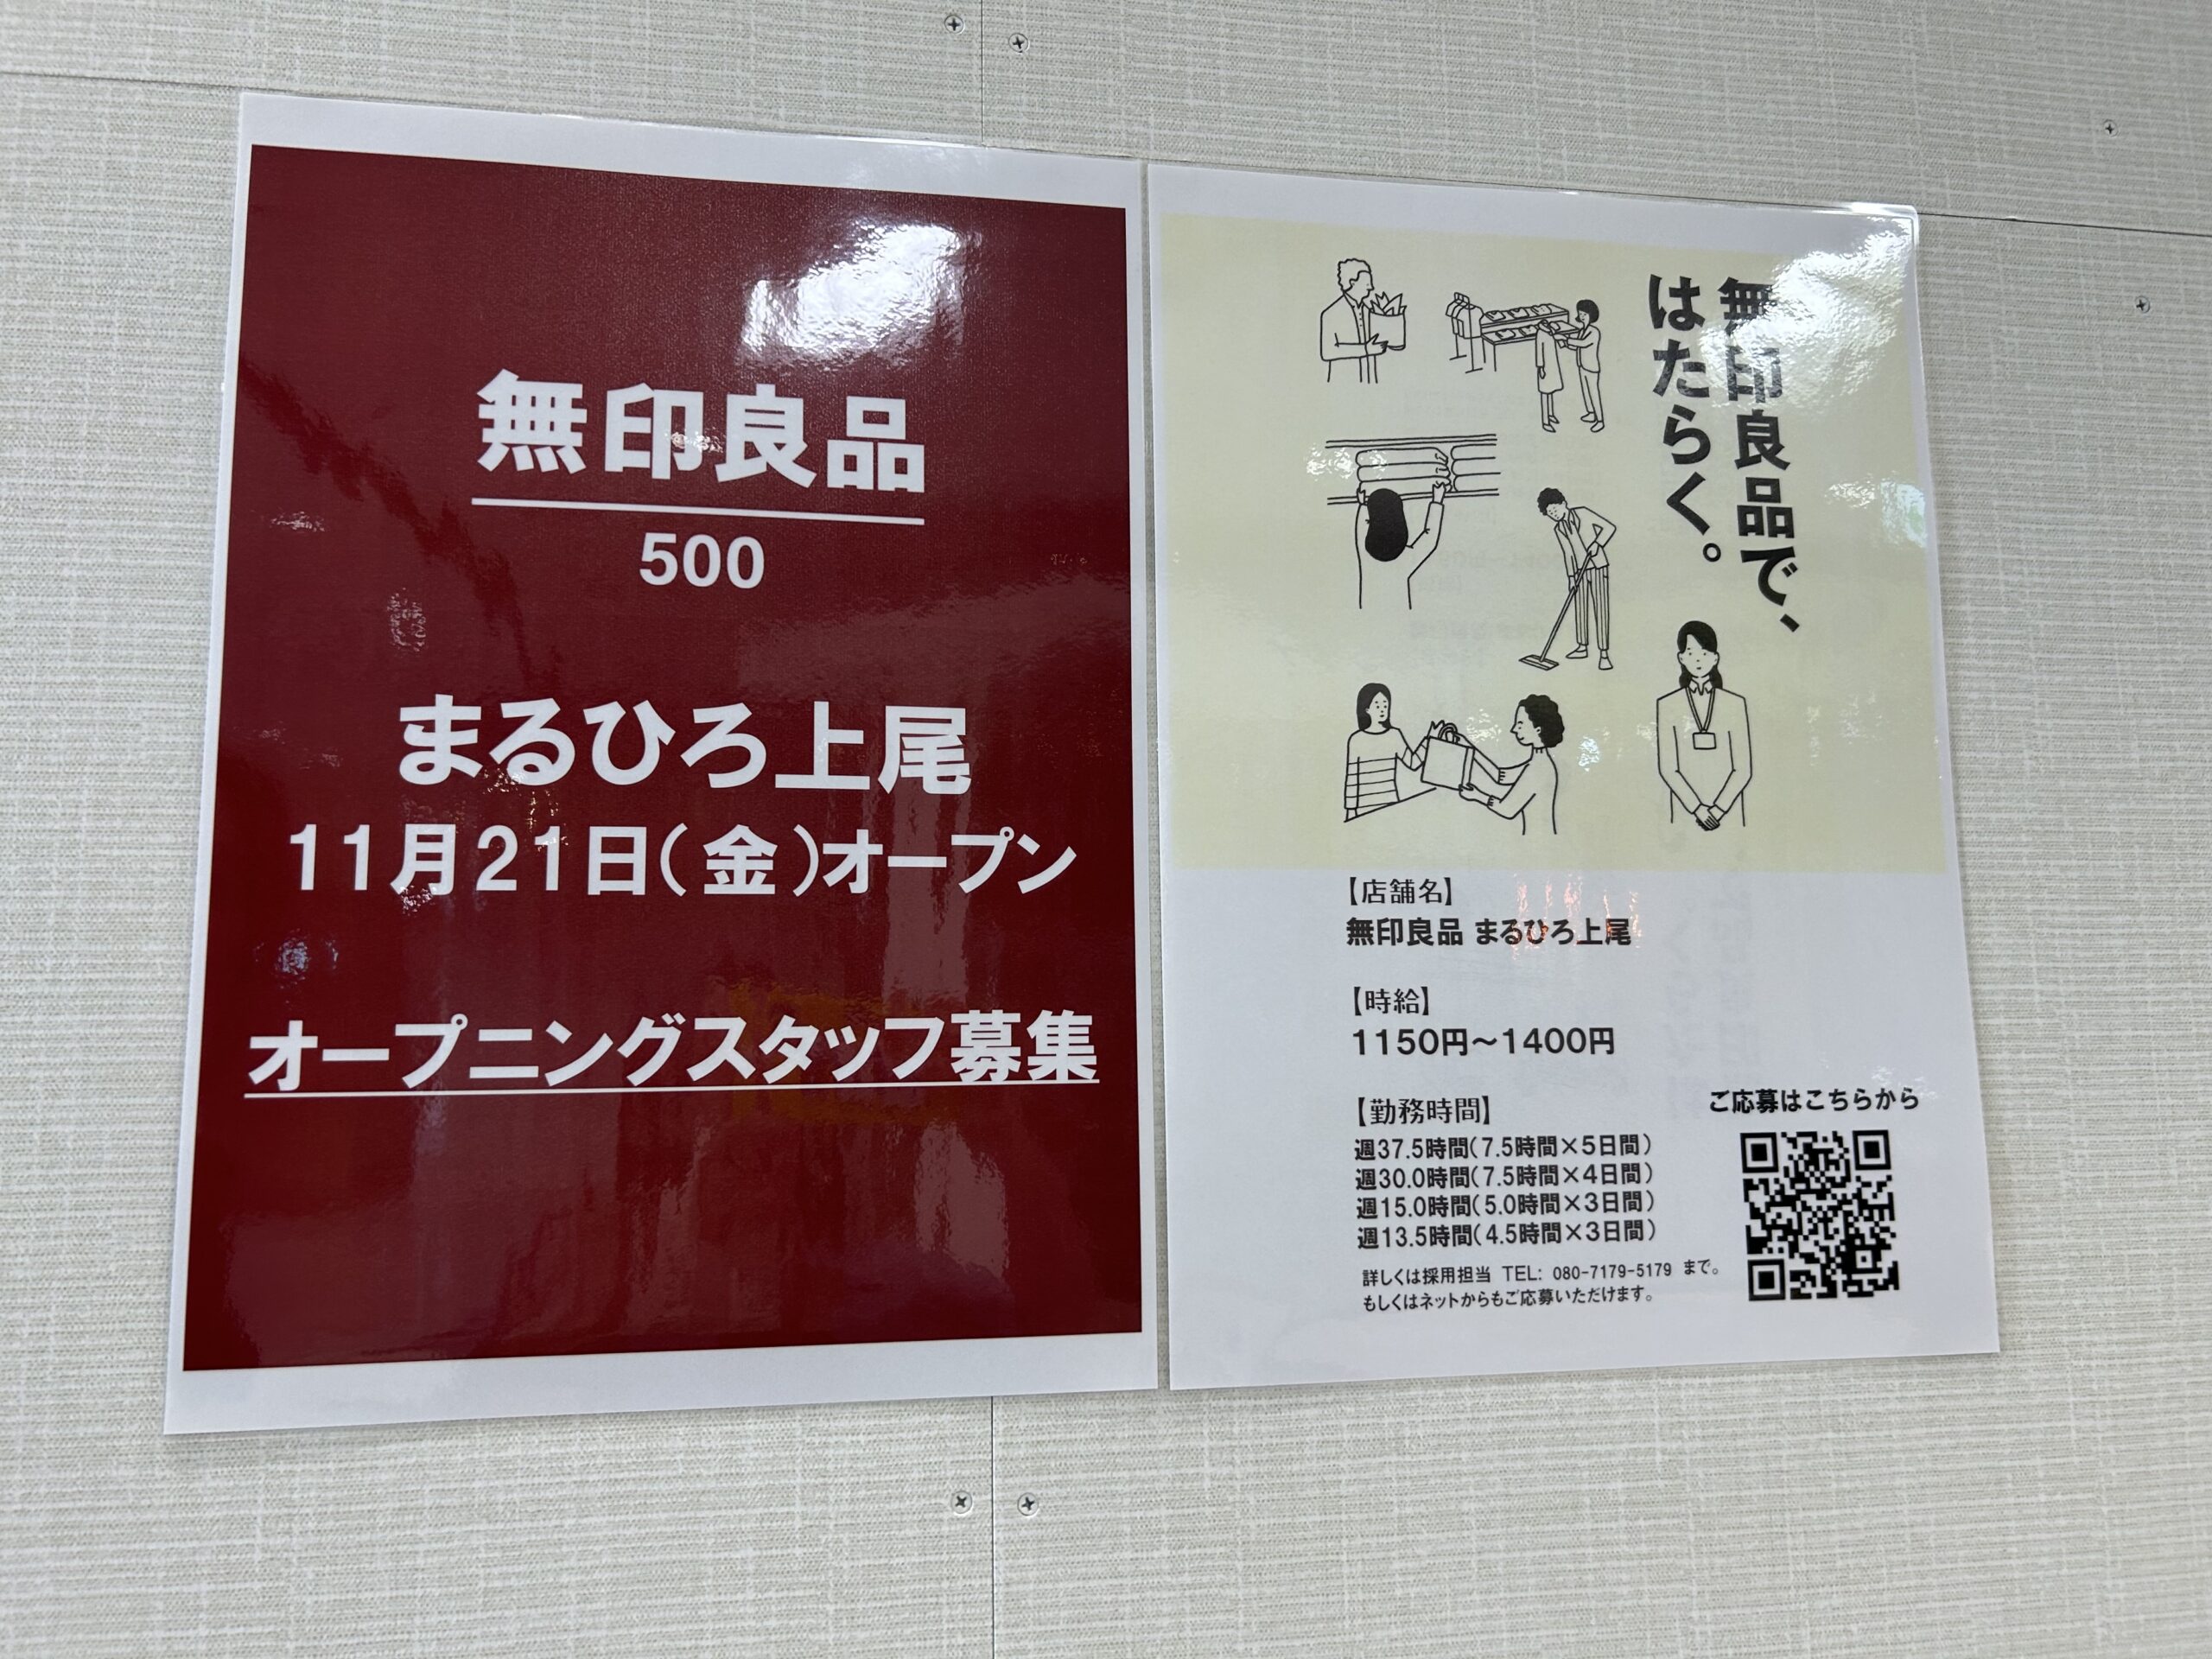 無印良品
500
まるひろ上尾
11月21日(金)オープン
オープニングスタッフ募集
無印良品で、
はたらく。
【店舗名】
無印良品 まるひろ上尾
【時給】
1150円～1400円
【勤務時間】
週37.5時間(7.5時間×5日間)
週30.0時間(7.5時間×4日間)
週15.0時間(5.0時間×3日間)
週13.5時間(4.5時間×3日間)
詳しくは採用担当 TEL: 080-7179-5179 まで。
もしくはネットからもご応募いただけます。
ご応募はこちらから